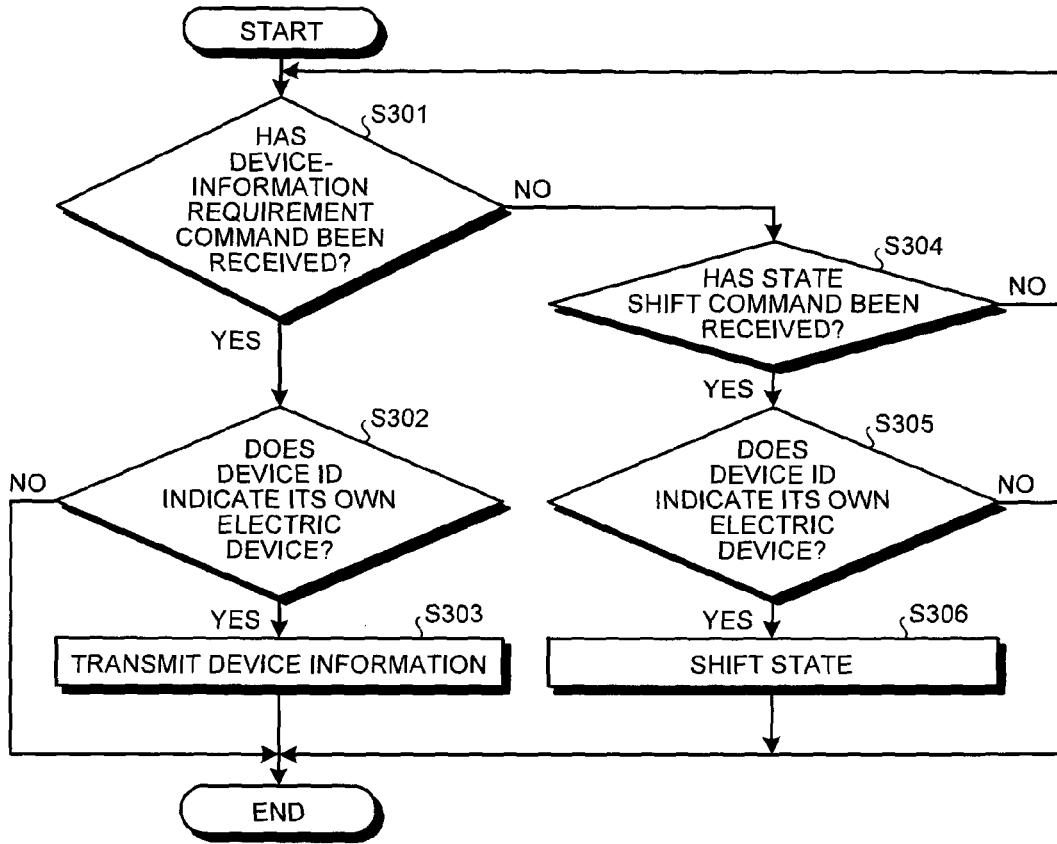 START
S301
HAS
DEVICE-
INFORMATION
REQUIREMENT
COMMAND BEEN
RECEIVED?
NO
YES
S304
HAS STATE
SHIFT COMMAND BEEN
RECEIVED?
NO
YES
S302
DOES
DEVICE ID
INDICATE ITS OWN
ELECTRIC
DEVICE?
NO
YES
S305
DOES
DEVICE ID
INDICATE ITS OWN
ELECTRIC
DEVICE?
NO
YES
S303
TRANSMIT DEVICE INFORMATION
S306
SHIFT STATE
END